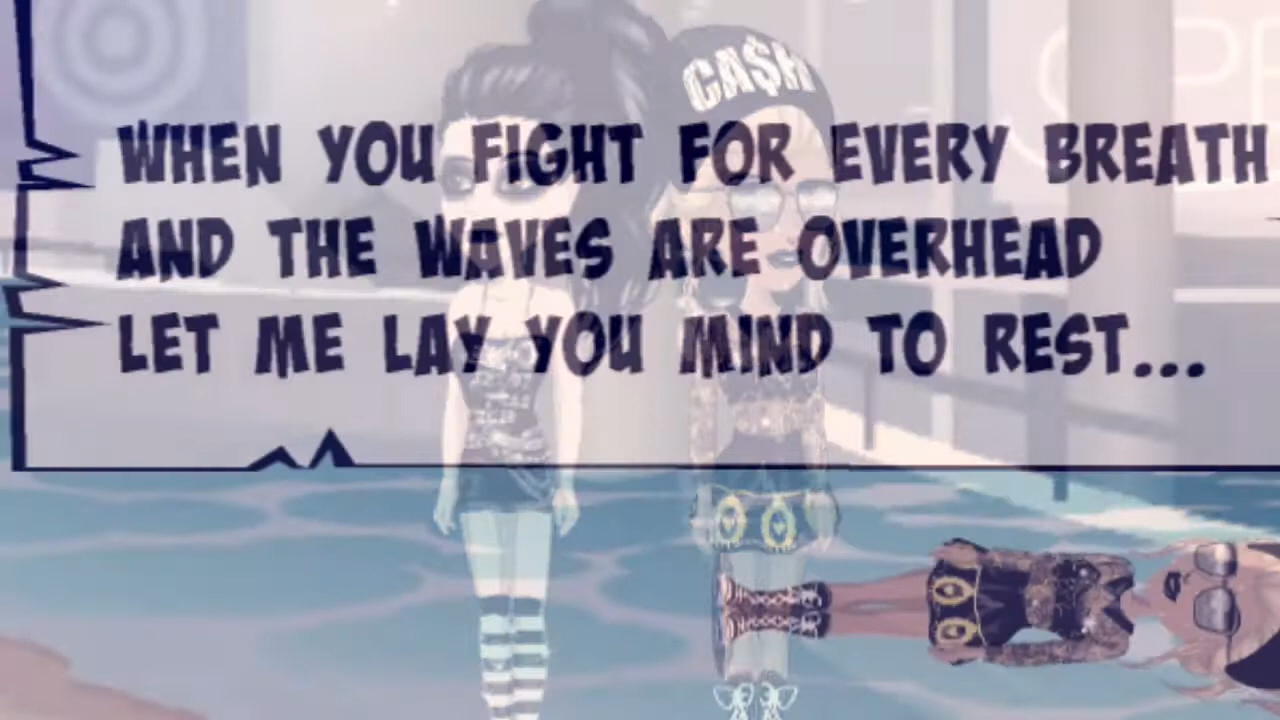 CA$H
WHEN YOU FIGHT FOR EVERY BREATH
AND THE WAVES ARE OVERHEAD
LET ME LAY YOU MIND TO REST...